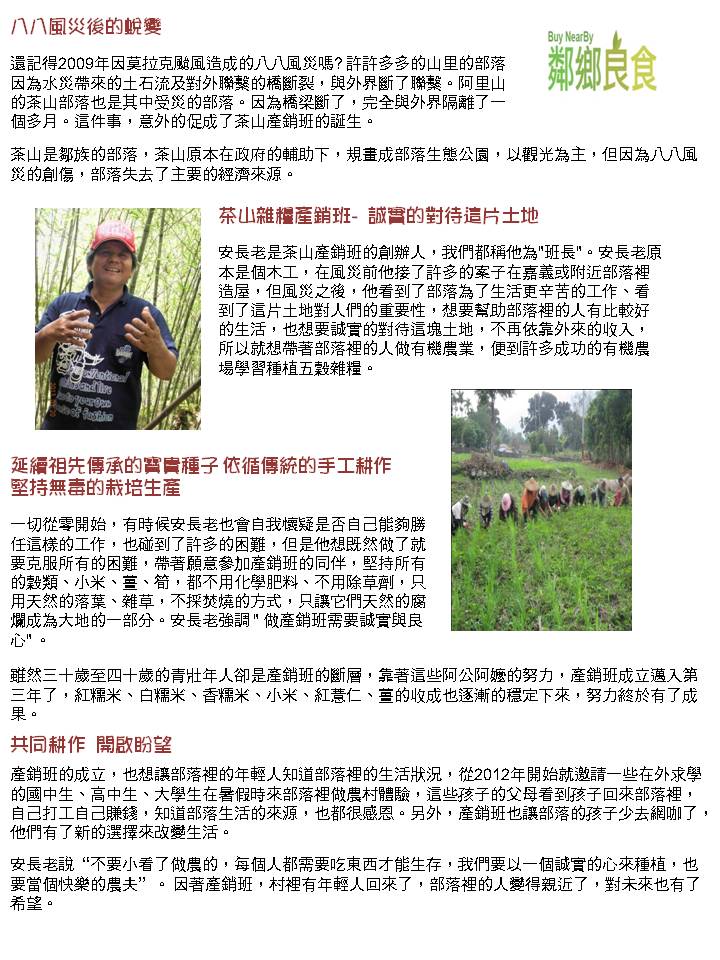 八八風災後的蛻變
Buy NearBy
鄰鄉良食
還記得2009年因莫拉克颱風造成的八八風災嗎? 許許多多的山里的部落
因為水災帶來的土石流及對外聯繫的橋斷裂，與外界斷了聯繫。阿里山
的茶山部落也是其中受災的部落。因為橋梁斷了，完全與外界隔離了一
個多月。這件事，意外的促成了茶山產銷班的誕生。
茶山是鄒族的部落，茶山原本在政府的輔助下，規畫成部落生態公園，以觀光為主，但因為八八風
災的創傷，部落失去了主要的經濟來源。
茶山雜糧產銷班- 誠實的對待這片土地
安長老是茶山產銷班的創辦人，我們都稱他為"班長"。安長老原
本是個木工，在風災前他接了許多的案子在嘉義或附近部落裡
造屋，但風災之後，他看到了部落為了生活更辛苦的工作、看
到了這片土地對人們的重要性，想要幫助部落裡的人有比較好
的生活，也想要誠實的對待這塊土地，不再依靠外來的收入，
所以就想帶著部落裡的人做有機農業，便到許多成功的有機農
場學習種植五穀雜糧。
延續祖先傳承的寶貴種子 依循傳統的手工耕作
堅持無毒的栽培生產
一切從零開始，有時候安長老也會自我懷疑是否自己能夠勝
任這樣的工作，也碰到了許多的困難，但是他想既然做了就
要克服所有的困難，帶著願意參加產銷班的同伴，堅持所有
的穀類、小米、薑、筍，都不用化學肥料、不用除草劑，只
用天然的落葉、雜草，不採焚燒的方式，只讓它們天然的腐
爛成為大地的一部分。安長老強調 " 做產銷班需要誠實與良
心" 。
雖然三十歲至四十歲的青壯年人卻是產銷班的斷層，靠著這些阿公阿嬤的努力，產銷班成立邁入第
三年了，紅糯米、白糯米、香糯米、小米、紅薏仁、薑的收成也逐漸的穩定下來，努力終於有了成
果。
共同耕作 開啟盼望
產銷班的成立，也想讓部落裡的年輕人知道部落裡的生活狀況，從2012年開始就邀請一些在外求學
的國中生、高中生、大學生在暑假時來部落裡做農村體驗，這些孩子的父母看到孩子回來部落裡，
自己打工自己賺錢，知道部落生活的來源，也都很感恩。另外，產銷班也讓部落的孩子少去網咖了，
他們有了新的選擇來改變生活。
安長老說“不要小看了做農的，每個人都需要吃東西才能生存，我們要以一個誠實的心來種植，也
要當個快樂的農夫”。因著產銷班，村裡有年輕人回來了，部落裡的人變得親近了，對未來也有了
希望。